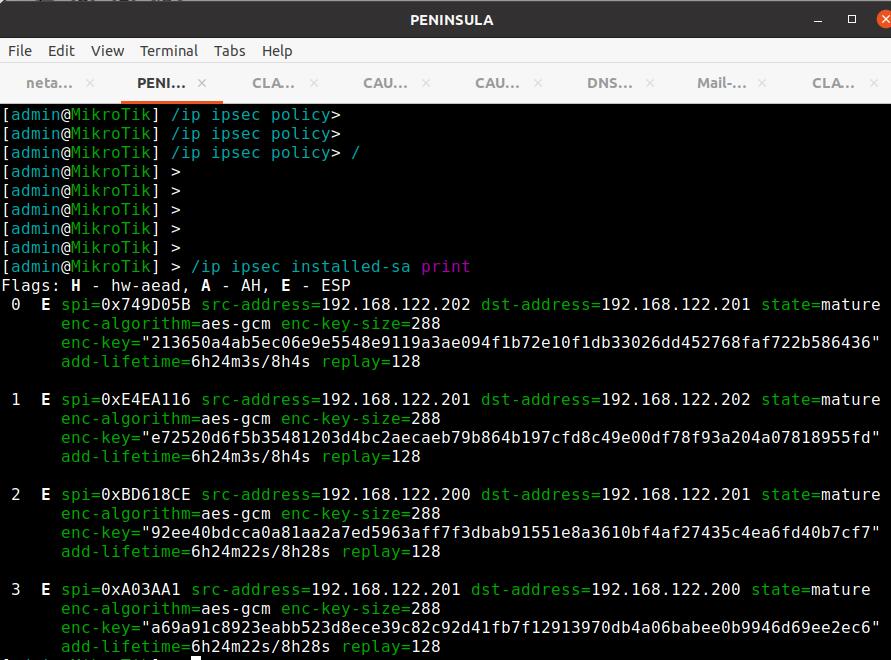 PENINSULA
File Edit View Terminal Tabs Help
neta... PENI... CLA... CAU... CAU... DNS... Mail-... CLA...
[admin@MikroTik] /ip ipsec policy>
[admin@MikroTik] /ip ipsec policy>
[admin@MikroTik] /ip ipsec policy> /
[admin@MikroTik] >
[admin@MikroTik] >
[admin@MikroTik] >
[admin@MikroTik] >
[admin@MikroTik] >
[admin@MikroTik] > /ip ipsec installed-sa print
Flags: H - hw-aead, A - AH, E - ESP
0 E spi=0x749D05B src-address=192.168.122.202 dst-address=192.168.122.201 state=mature
enc-algorithm=aes-gcm enc-key-size=288
enc-key="213650a4ab5ec06e9e5548e9119a3ae094f1b72e10f1db33026dd452768faf722b586436"
add-lifetime=6h24m3s/8h4s replay=128
1 E spi=0xE4EA116 src-address=192.168.122.201 dst-address=192.168.122.202 state=mature
enc-algorithm=aes-gcm enc-key-size=288
enc-key="e72520d6f5b35481203d4bc2aecaeb79b864b197cfd8c49e00df78f93a204a07818955fd"
add-lifetime=6h24m3s/8h4s replay=128
2 E spi=0xBD618CE src-address=192.168.122.200 dst-address=192.168.122.201 state=mature
enc-algorithm=aes-gcm enc-key-size=288
enc-key="92ee40bdcca0a81aa2a7ed5963aff7f3dbab91551e8a3610bf4af27435c4ea6fd40b7cf7"
add-lifetime=6h24m22s/8h28s replay=128
3 E spi=0xA03AA1 src-address=192.168.122.201 dst-address=192.168.122.200 state=mature
enc-algorithm=aes-gcm enc-key-size=288
enc-key="a69a91c8923eabb523d8ece39c82c92d41fb7f12913970db4a06babee0b9946d69ee2ec6"
add-lifetime=6h24m22s/8h28s replay=128